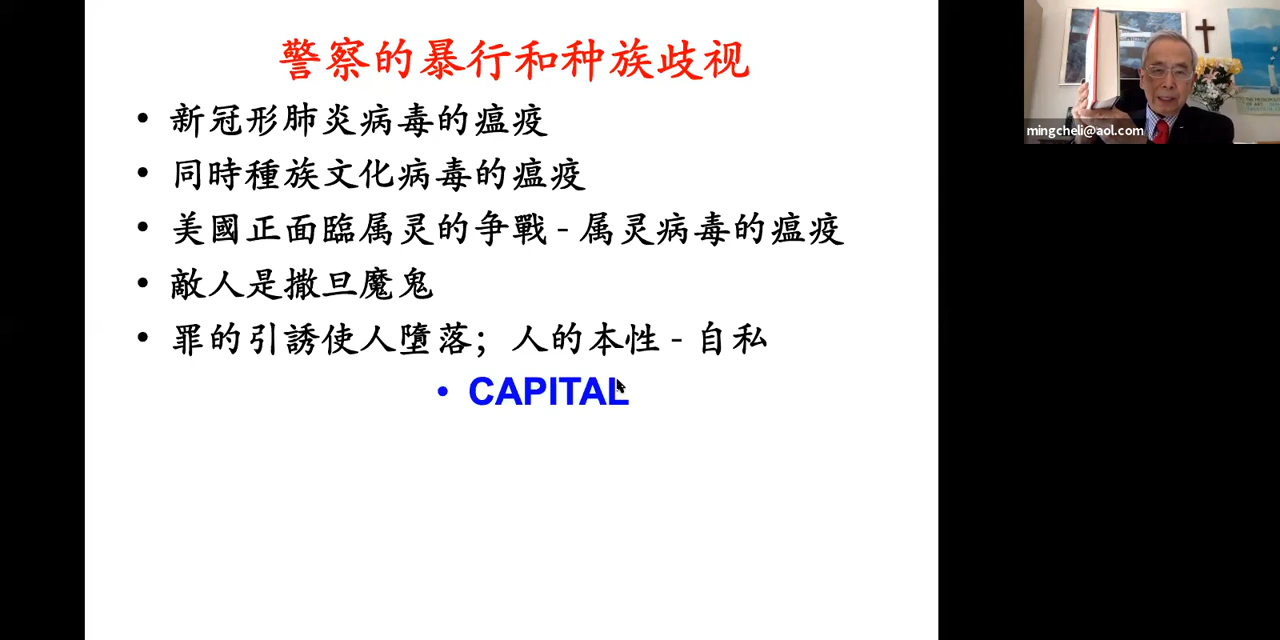 警察的暴行和种族歧视
• 新冠形肺炎病毒的瘟疫
• 同時種族文化病毒的瘟疫
• 美國正面臨属灵的争戰 - 属灵病毒的瘟疫
• 敵人是撒旦魔鬼
• 罪的引誘使人墮落；人的本性 - 自私
• CAPITAL
mingcheli@aol.com